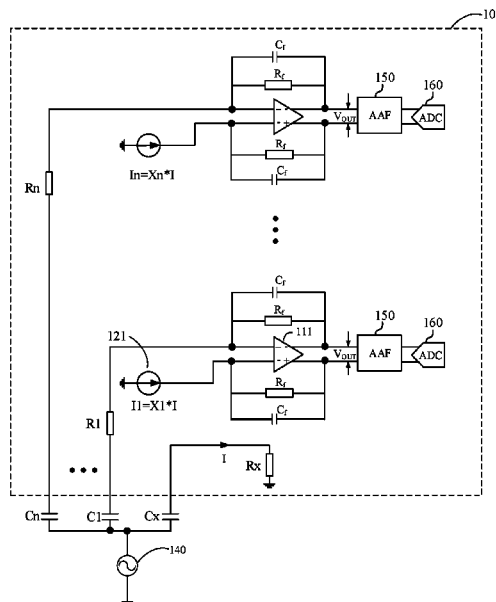 10
Cf
Rf
150
160
- -
- +
VOUT
AAF
ADC
In=Xn*I
Rf
Cf
Rn
Cf
Rf
111
150
160
121
- -
- +
VOUT
AAF
ADC
I1=X1*I
Rf
Cf
R1
I
Rx
Cn
C1
Cx
140